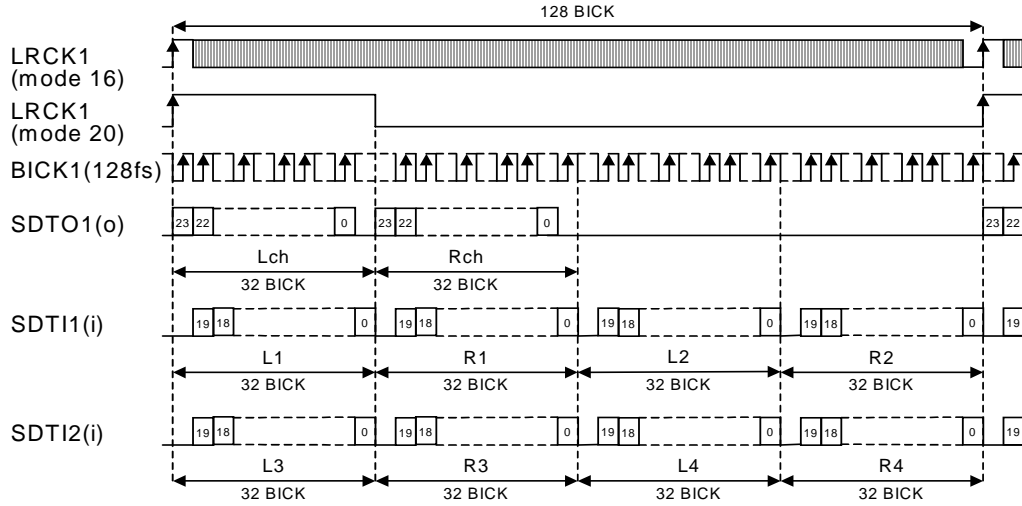 128 BICK
LRCK1
(mode 16)
LRCK1
(mode 20)
BICK1(128fs)
SDTO1(o)
23 22 0 23 22 0 23 22
Lch Rch
32 BICK 32 BICK
SDTI1(i)
19 18 0 19 18 0 19 18 0 19 18 0 19
L1 R1 L2 R2
32 BICK 32 BICK 32 BICK 32 BICK
SDTI2(i)
19 18 0 19 18 0 19 18 0 19 18 0 19
L3 R3 L4 R4
32 BICK 32 BICK 32 BICK 32 BICK